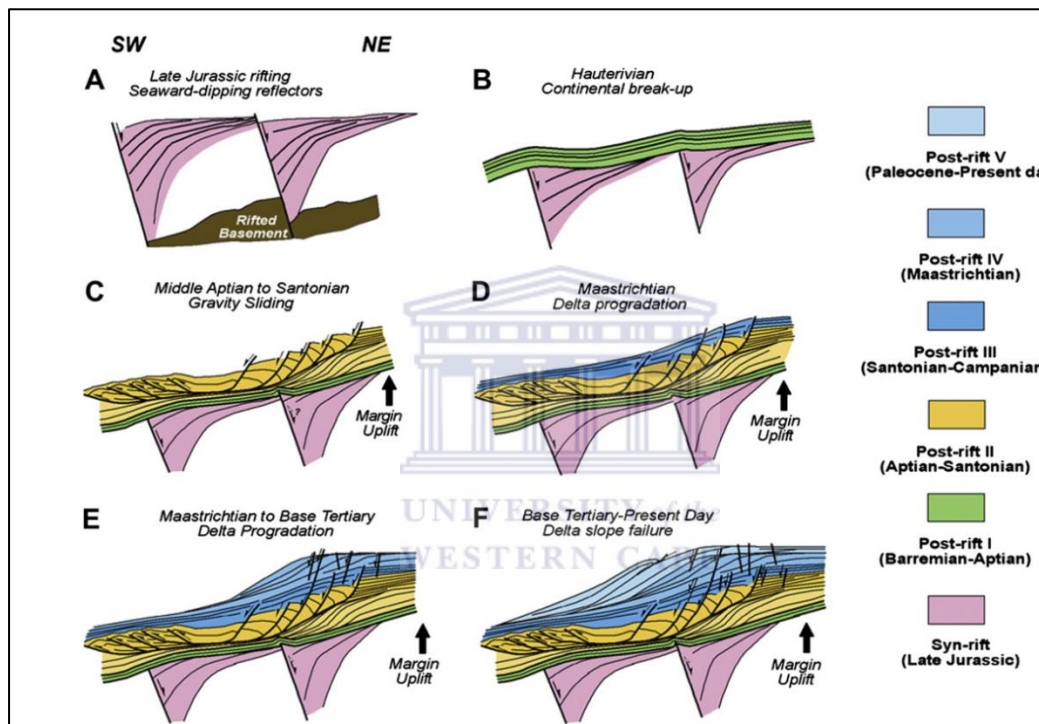 SW
NE
A
Late Jurassic rifting
Seaward-dipping reflectors
Rifted
Basement
B
Hauterivian
Continental break-up
C
Middle Aptian to Santonian
Gravity Sliding
?
Margin
Uplift
D
Maastrichtian
Delta progradation
Margin
Uplift
E
Maastrichtian to Base Tertiary
Delta Progradation
Margin
Uplift
F
Base Tertiary-Present Day
Delta slope failure
Margin
Uplift
Post-rift V
(Paleocene-Present da
Post-rift IV
(Maastrichtian)
Post-rift III
(Santonian-Campanian
Post-rift II
(Aptian-Santonian)
Post-rift I
(Barremian-Aptian)
Syn-rift
(Late Jurassic)
UNIVERSITY of the
WESTERN CAPE